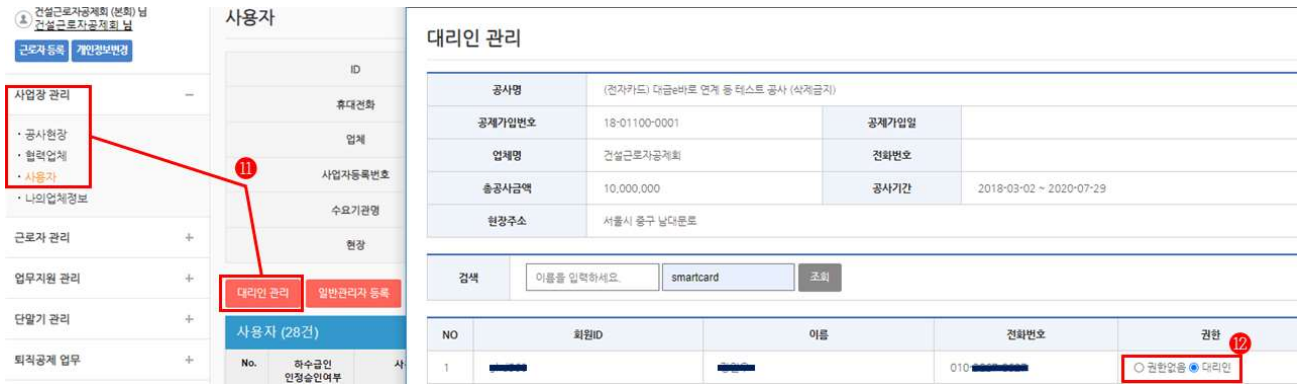 건설근로자공제회 (본회) 님
건설근로자공제회 님
근로자 등록 개인정보변경
사업장 관리 －
· 공사현장
· 협력업체
· 사용자
· 나의업체정보
근로자 관리 +
업무지원 관리 +
단말기 관리 +
퇴직공제 업무 +
사용자
ID
휴대전화
업체
⓫
사업자등록번호
수요기관명
현장
대리인 관리 일반관리자 등록
사용자 (28건)
No. 하수급인 사
인정승인여부
대리인 관리
공사명 (전자카드) 대금e바로 연계 등 테스트 공사 (삭제금지)
공제가입번호 18-01100-0001 공제가입일
업체명 건설근로자공제회 전화번호
총공사금액 10,000,000 공사기간 2018-03-02 ~ 2020-07-29
현장주소 서울시 중구 남대문로
검색 이름을 입력하세요. smartcard 조회
NO 회원ID 이름 전화번호 권한
⓬
1 010- 권한없음 대리인